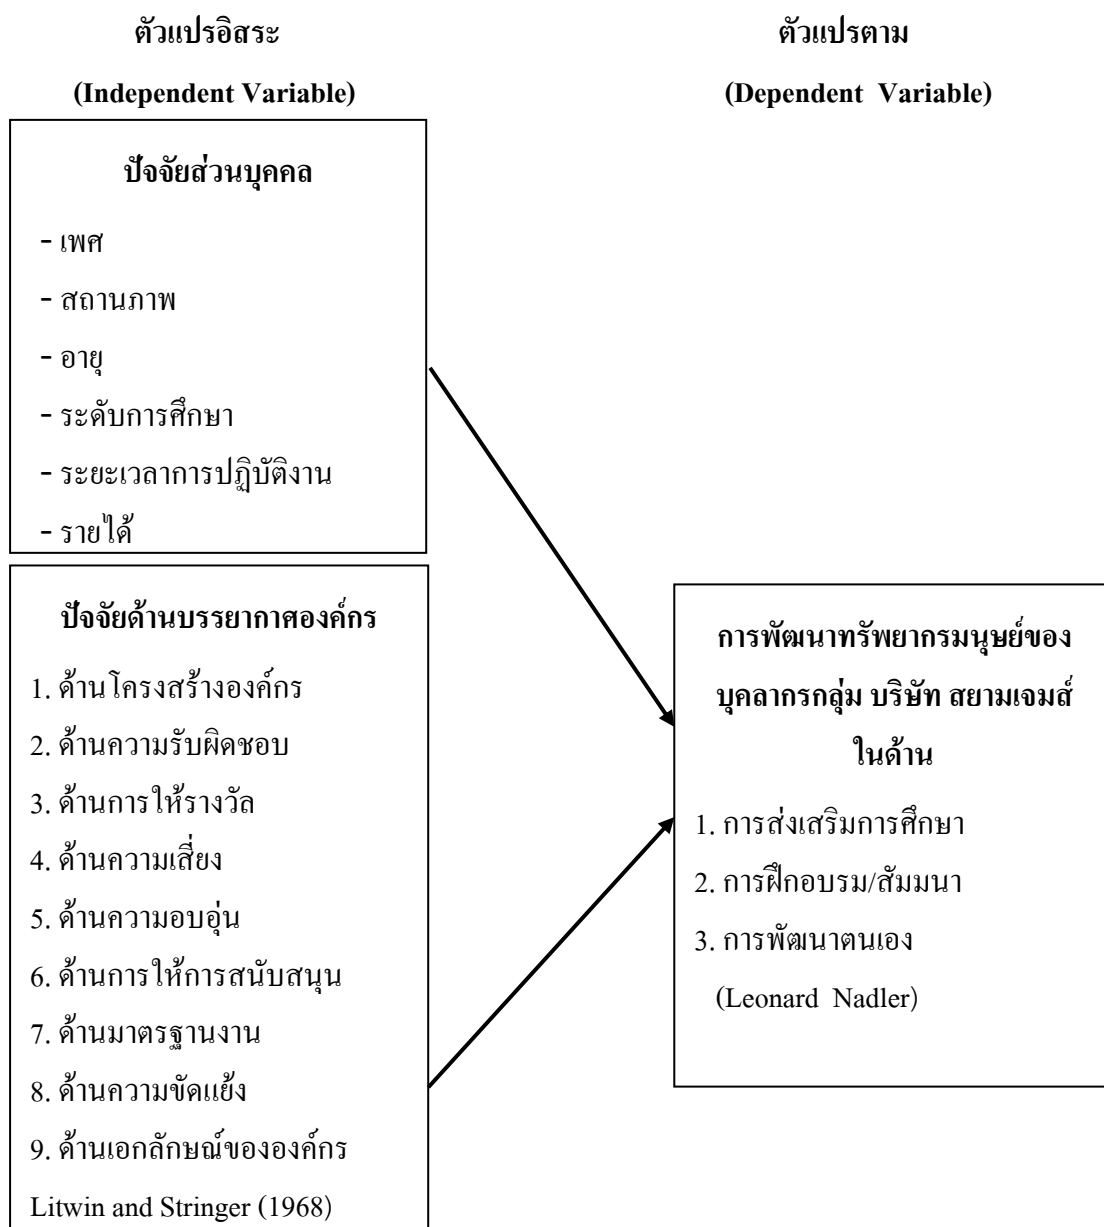 ตัวแปรอิสระ
(Independent Variable)
ตัวแปรตาม
(Dependent Variable)
ปัจจัยส่วนบุคคล
- เพศ
- สถานภาพ
- อายุ
- ระดับการศึกษา
- ระยะเวลาการปฏิบัติงาน
- รายได้
ปัจจัยด้านบรรยากาศองค์กร
1. ด้านโครงสร้างองค์กร
2. ด้านความรับผิดชอบ
3. ด้านการให้รางวัล
4. ด้านความเสี่ยง
5. ด้านความอบอุ่น
6. ด้านการให้การสนับสนุน
7. ด้านมาตรฐานงาน
8. ด้านความขัดแย้ง
9. ด้านเอกลักษณ์ขององค์กร
Litwin and Stringer (1968)
การพัฒนาทรัพยากรมนุษย์ของ
บุคลากรกลุ่ม บริษัท สยามเจมส์
ในด้าน
1. การส่งเสริมการศึกษา
2. การฝึกอบรม/สัมมนา
3. การพัฒนาตนเอง
(Leonard Nadler)